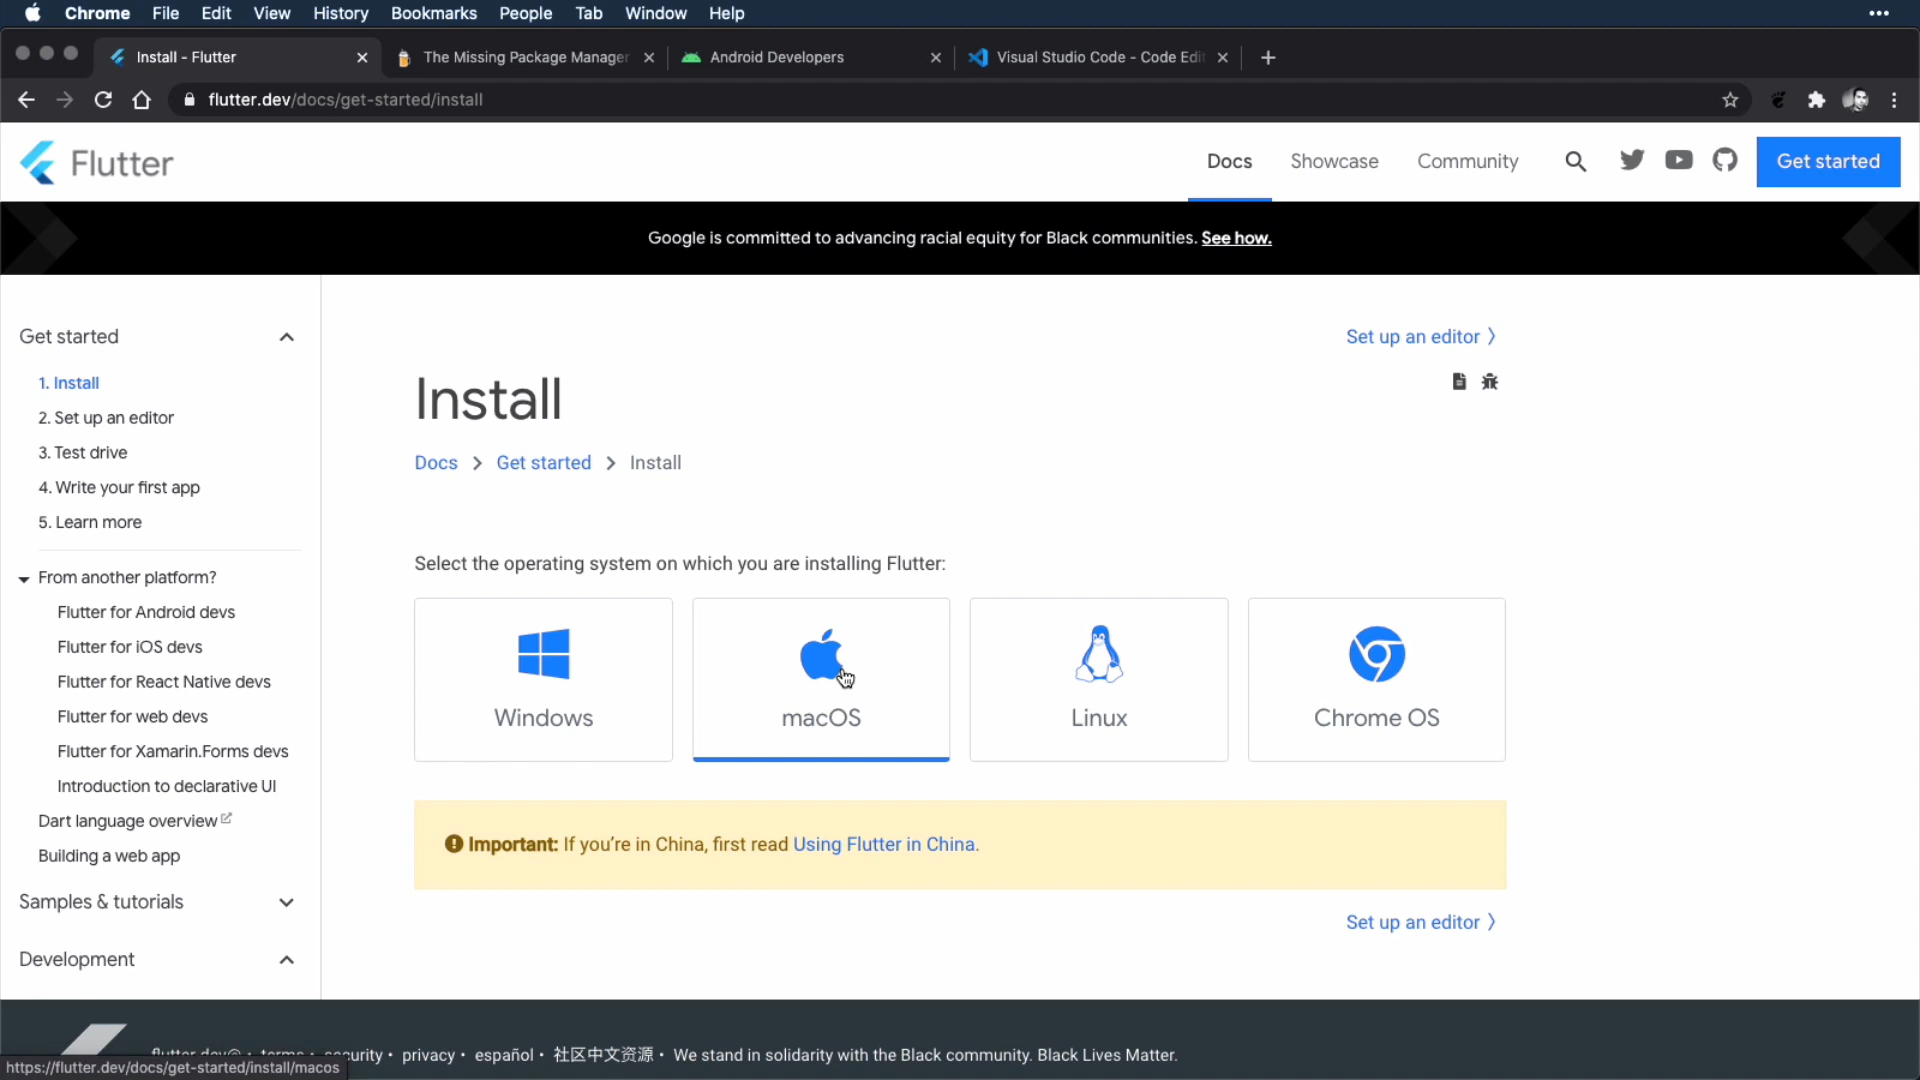 Chrome File Edit View History Bookmarks People Tab Window Help
Install - Flutter
The Missing Package Manager
Android Developers
Visual Studio Code - Code Edit
flutter.dev/docs/get-started/install
Flutter
Docs Showcase Community Get started
Google is committed to advancing racial equity for Black communities. See how.
Get started
1. Install
2. Set up an editor
3. Test drive
4. Write your first app
5. Learn more
From another platform?
Flutter for Android devs
Flutter for iOS devs
Flutter for React Native devs
Flutter for web devs
Flutter for Xamarin.Forms devs
Introduction to declarative UI
Dart language overview
Building a web app
Samples & tutorials
Development
Set up an editor
Install
Docs Get started Install
Select the operating system on which you are installing Flutter:
Windows
macOS
Linux
Chrome OS
Important: If you’re in China, first read Using Flutter in China.
Set up an editor
flutter-dev@ • terms • security • privacy • español • 社区中文资源 • We stand in solidarity with the Black community. Black Lives Matter.
https://flutter.dev/docs/get-started/install/macos